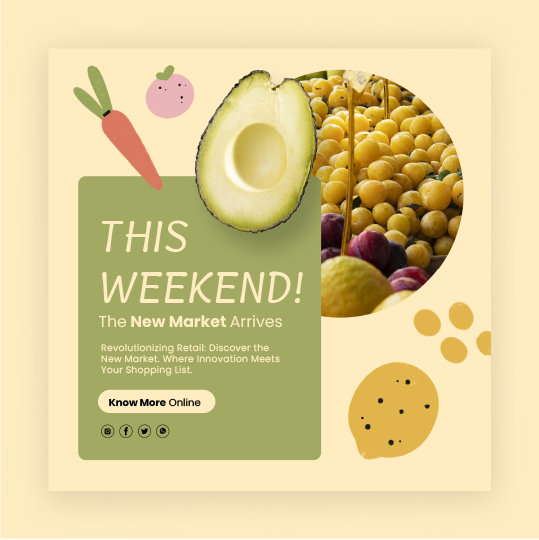 THIS
WEEKEND!
The New Market Arrives
Revolutionizing Retail: Discover the
New Market. Where Innovation Meets
Your Shopping List.
Know More Online